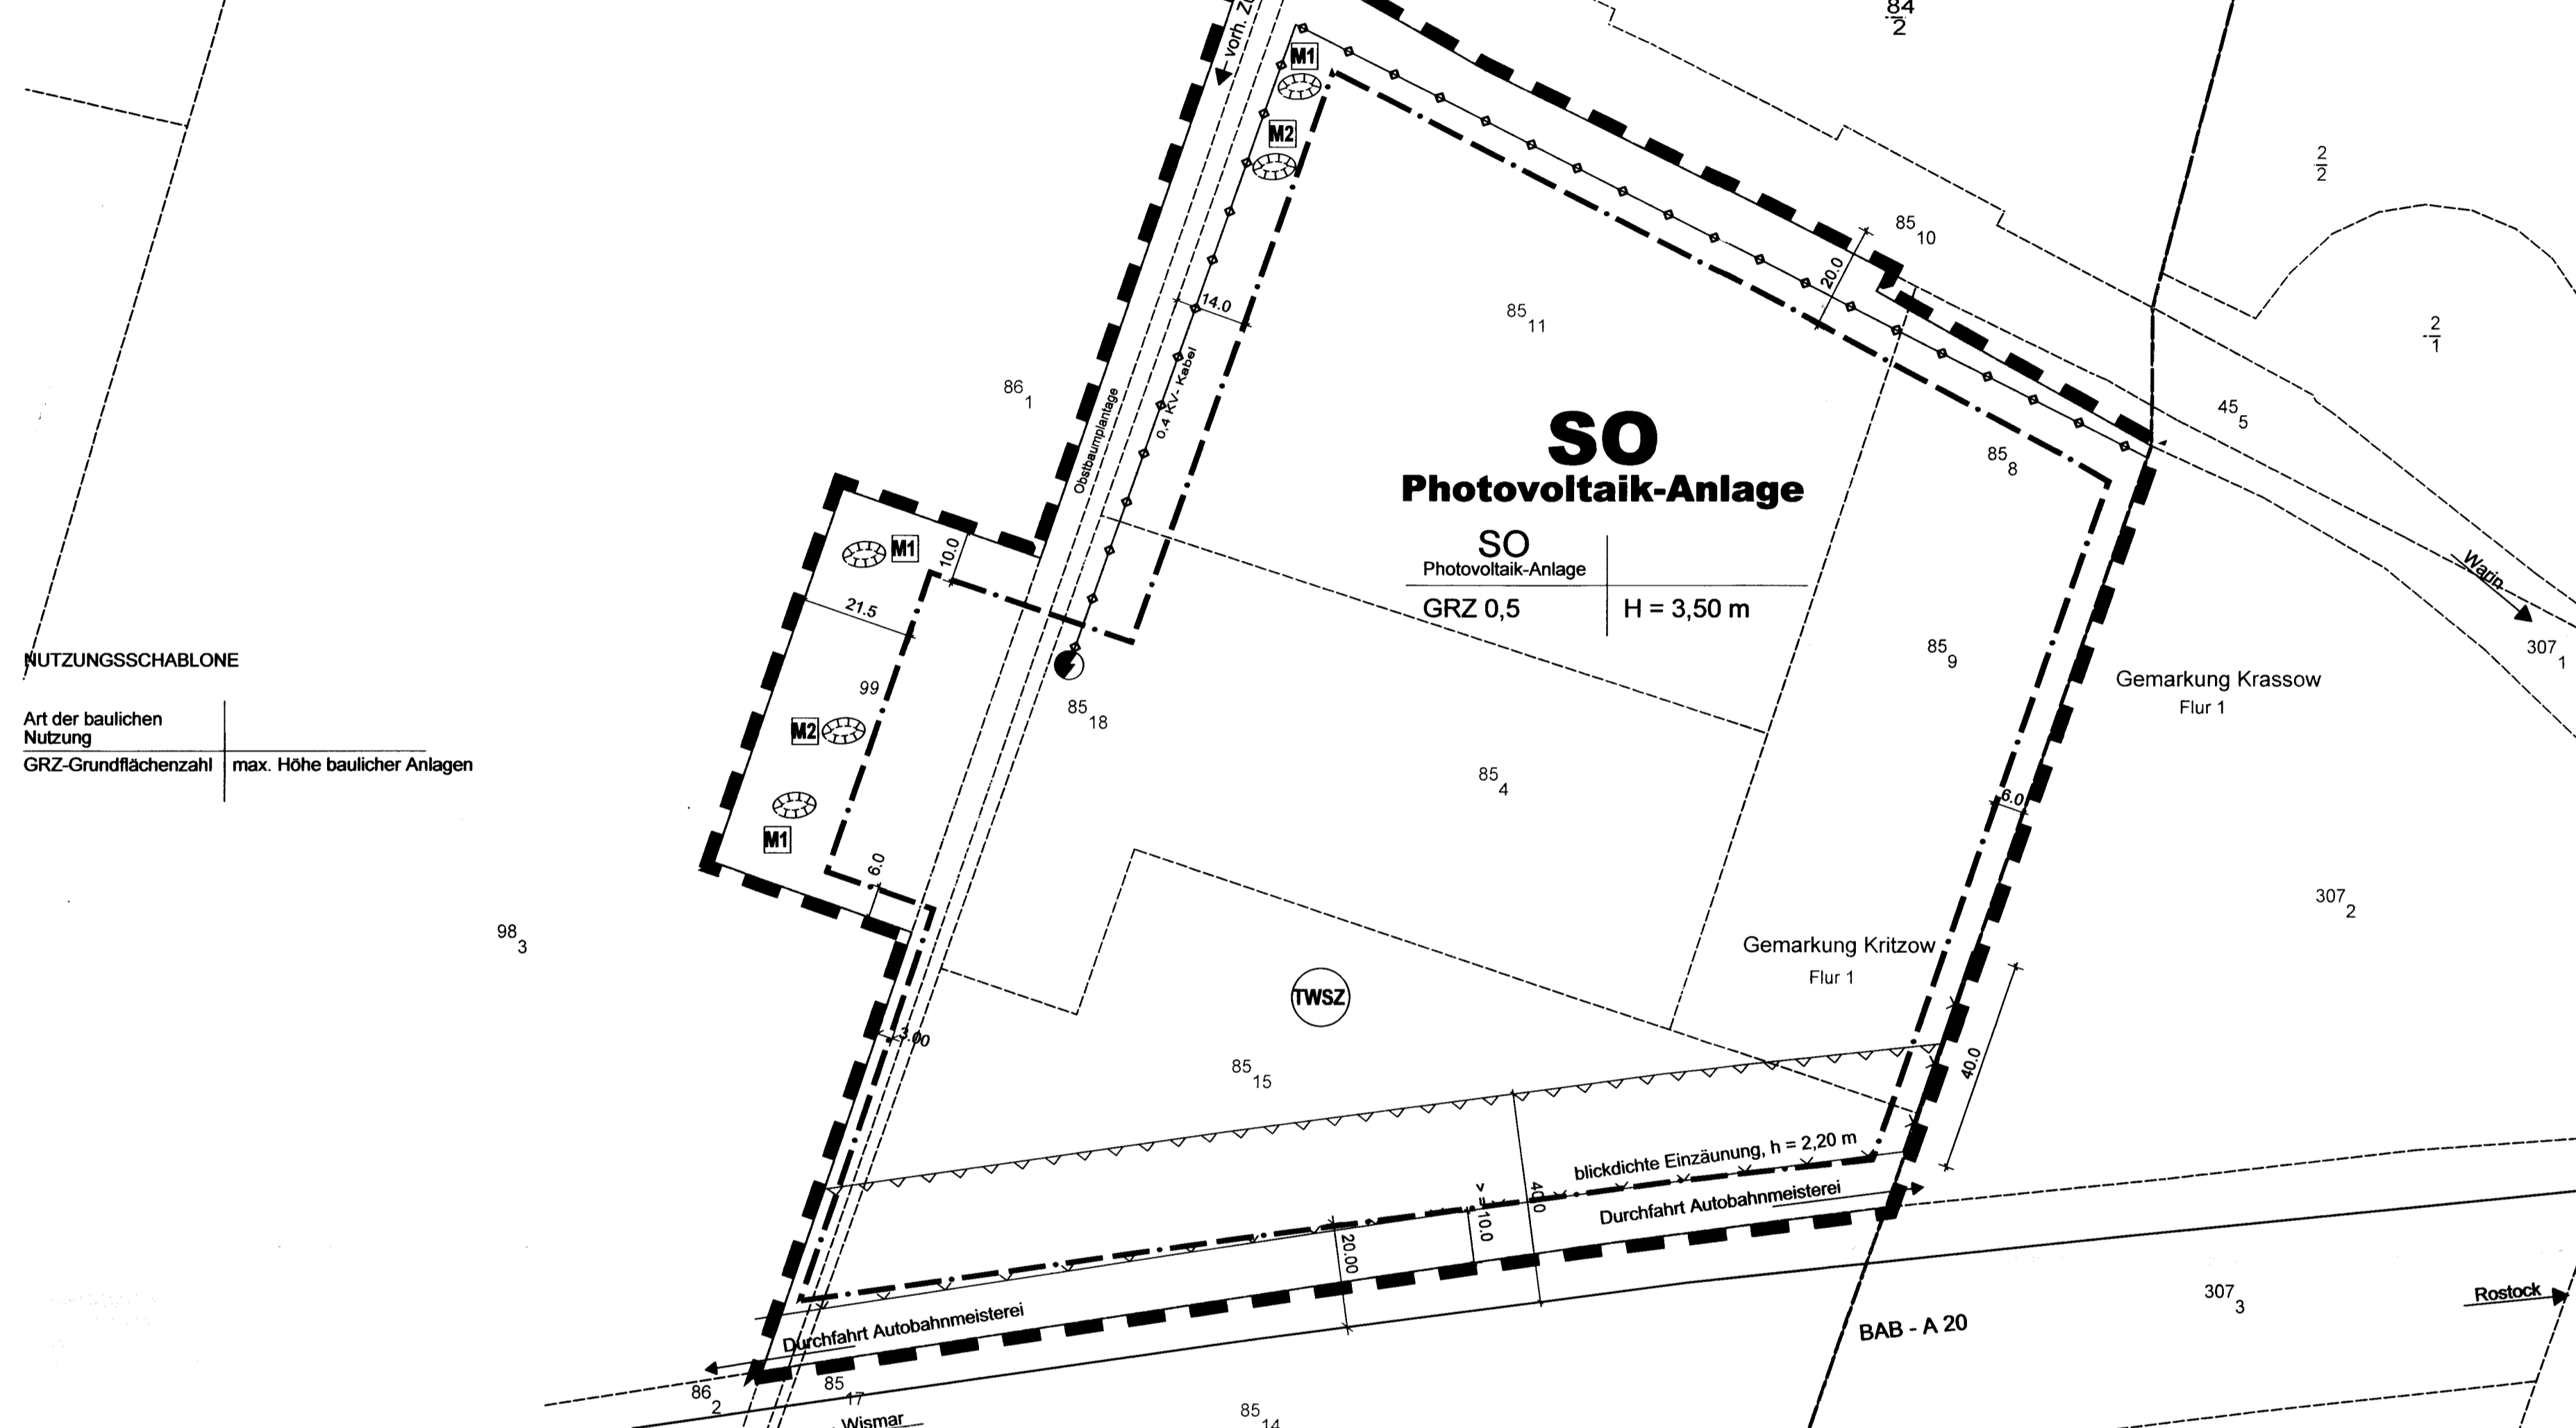 84
2
vorh.
M1
M2
2
2
85
10
20.0
14.0
85
11
2
1
0,4 KV- Kabel
Obstbaumplantage
86
1
45
5
SO
Photovoltaik-Anlage
85
8
SO
Photovoltaik-Anlage
GRZ 0,5
H = 3,50 m
M1
10.0
21.5
Warin
307
1
85
9
NUTZUNGSSCHABLONE
Art der baulichen
Nutzung
GRZ-Grundflächenzahl
max. Höhe baulicher Anlagen
99
M2
85
18
Gemarkung Krassow
Flur 1
85
4
6.0
M1
6.0
307
2
98
3
Gemarkung Kritzow
Flur 1
TWSZ
3.00
85
15
40.0
blickdichte Einzäunung, h = 2,20 m
> = 10.0
40.0
20.00
Durchfahrt Autobahnmeisterei
Durchfahrt Autobahnmeisterei
307
3
Rostock
BAB - A 20
86
2
85
17
Wismar
85
14